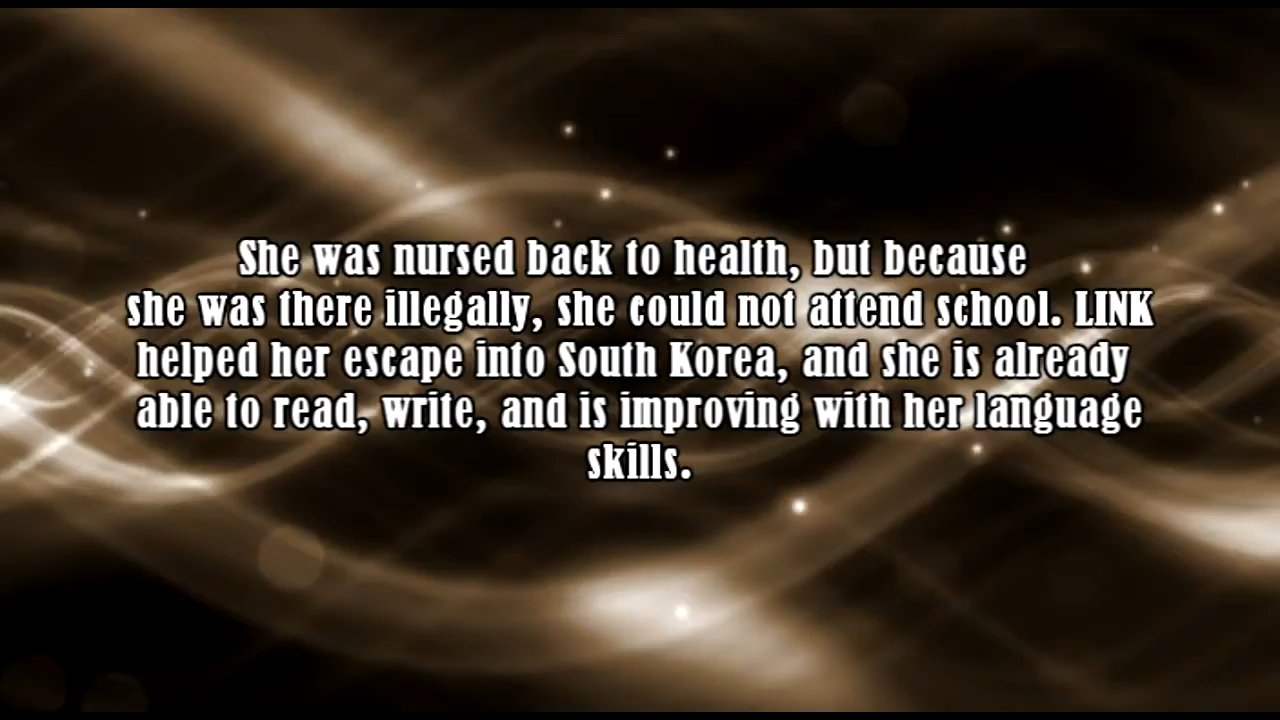 She was nursed back to health, but because
she was there illegally, she could not attend school. LINK
helped her escape into South Korea, and she is already
able to read, write, and is improving with her language
skills.